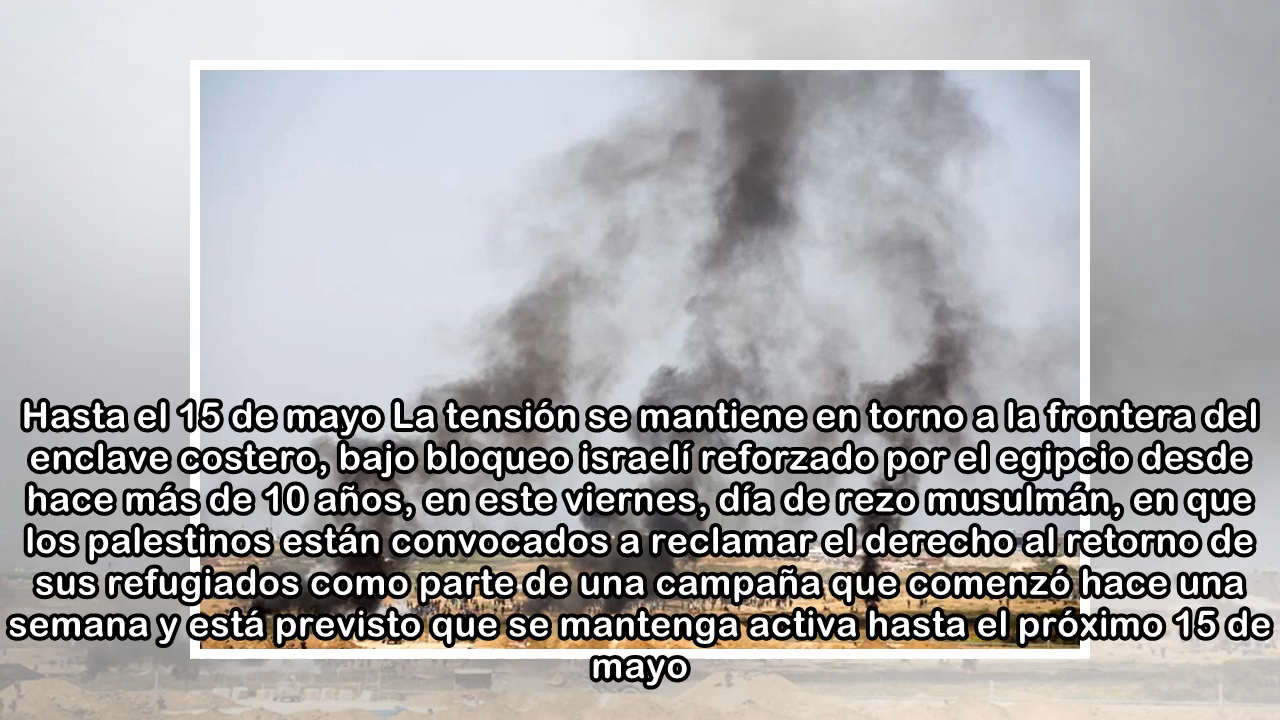 Hasta el 15 de mayo La tensión se mantiene en torno a la frontera del
enclave costero, bajo bloqueo israelí reforzado por el egipcio desde
hace más de 10 años, en este viernes, día de rezo musulmán, en que
los palestinos están convocados a reclamar el derecho al retorno de
sus refugiados como parte de una campaña que comenzó hace una
semana y está previsto que se mantenga activa hasta el próximo 15 de
mayo